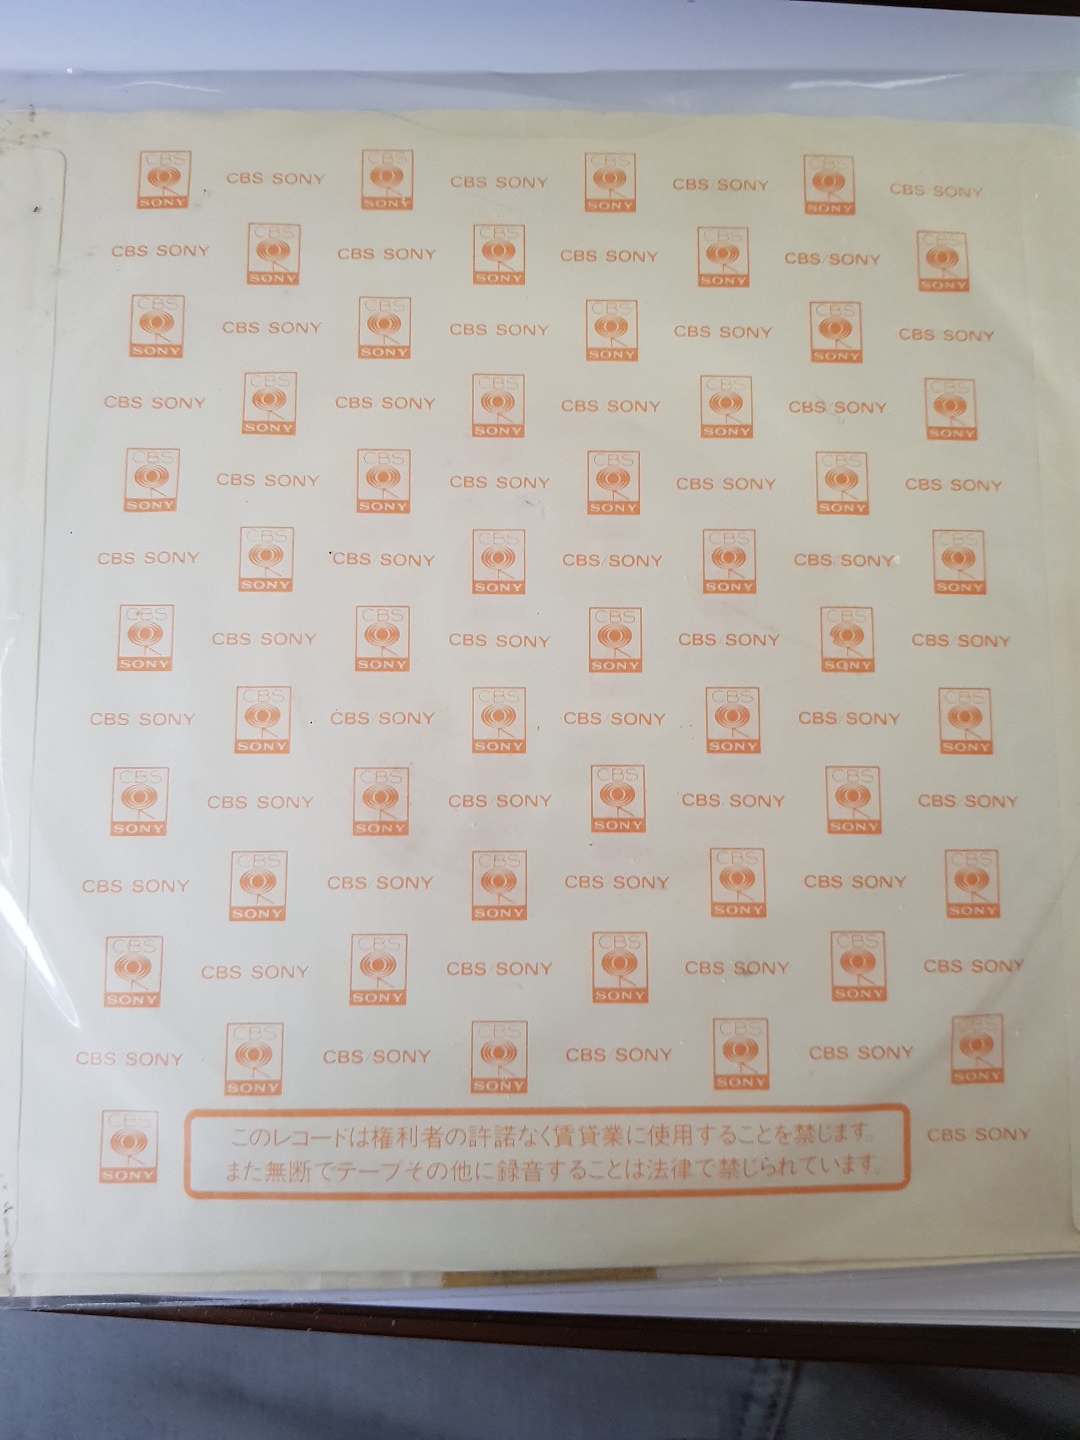 CBS SONY CBS SONY CBS SONY CBS SONY CBS SONY CBS SONY CBS SONY CBS SONY
CBS SONY CBS SONY CBS SONY CBS SONY CBS SONY CBS SONY CBS/SONY CBS SONY
CBS SONY CBS SONY CBS SONY CBS SONY CBS SONY CBS SONY CBS SONY CBS SONY
CBS SONY CBS SONY CBS SONY CBS SONY CBS SONY CBS SONY CBS/SONY CBS SONY
CBS SONY CBS SONY CBS SONY CBS SONY CBS SONY CBS SONY CBS SONY CBS SONY
CBS SONY CBS SONY CBS SONY CBS SONY CBS/SONY CBS SONY CBS SONY CBS SONY
CBS SONY CBS SONY CBS SONY CBS SONY CBS SONY CBS SONY CBS SONY CBS SONY
CBS SONY CBS SONY CBS/SONY CBS SONY CBS/SONY CBS SONY CBS/SONY CBS SONY
CBS SONY CBS SONY CBS SONY CBS SONY CBS SONY CBS SONY CBS SONY CBS SONY
CBS SONY CBS SONY CBS/SONY CBS SONY CBS/SONY CBS SONY CBS/SONY CBS SONY
CBS SONY CBS SONY CBS SONY CBS SONY CBS SONY CBS SONY CBS SONY CBS SONY
CBS/SONY CBS SONY CBS/SONY CBS SONY CBS/SONY CBS SONY CBS/SONY CBS SONY
CBS SONY
このレコードは権利者の許諾なく賃貸業に使用することを禁じます。
また無断でテープその他に録音することは法律で禁じられています。
CBS SONY